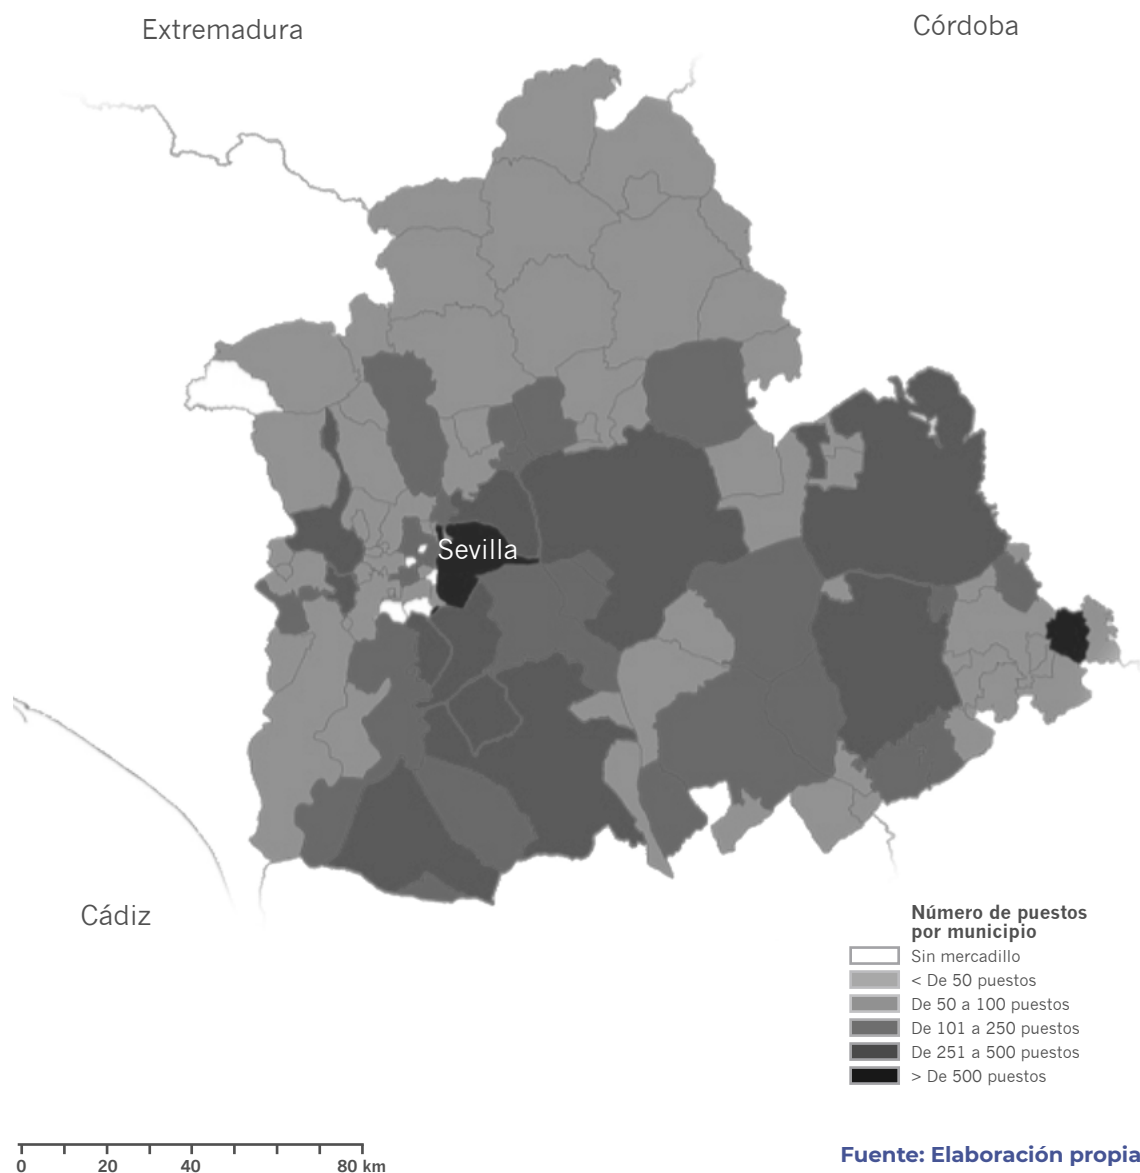 Extremadura
Córdoba
Sevilla
Cádiz
Número de puestos
por municipio
Sin mercadillo
< De 50 puestos
De 50 a 100 puestos
De 101 a 250 puestos
De 251 a 500 puestos
> De 500 puestos
0 20 40 80 km
Fuente: Elaboración propia